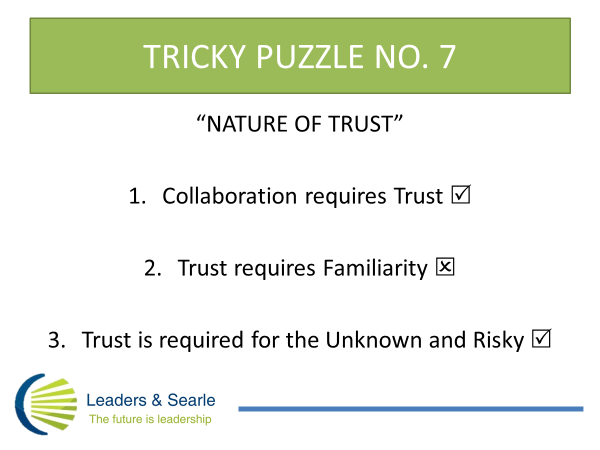 TRICKY PUZZLE NO. 7
“NATURE OF TRUST”
1. Collaboration requires Trust ☑
2. Trust requires Familiarity ☒
3. Trust is required for the Unknown and Risky ☑
Leaders & Searle
The future is leadership